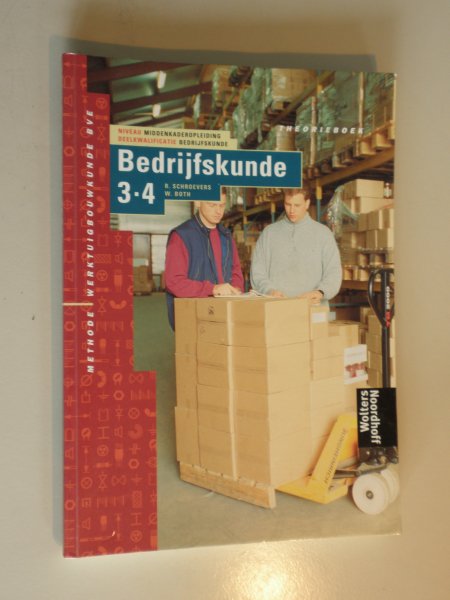 NIVEAU MIDDENKADEROPLEIDING
DEELKWALIFICATIE BEDRIJFSKUNDE
Bedrijfskunde
3·4
R. SCHROEVERS
W. BOTH
THEORIEBOEK
METHODE WERKTUIGBOUWKUNDE BVE
Wolters
Noordhoff